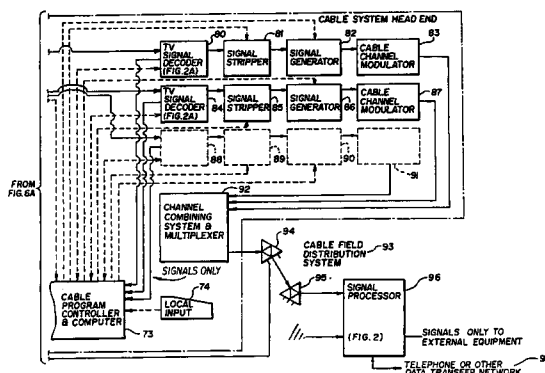 CABLE SYSTEM HEAD END
80
81
82
83
TV SIGNAL DECODER (FIG.2A)
SIGNAL STRIPPER
SIGNAL GENERATOR
CABLE CHANNEL MODULATOR
87
TV SIGNAL DECODER (FIG.2A)
84
SIGNAL STRIPPER
85
SIGNAL GENERATOR
86
CABLE CHANNEL MODULATOR
88
89
90
91
FROM FIG.6A
92
CHANNEL COMBINING SYSTEM & MULTIPLEXER
94
CABLE FIELD DISTRIBUTION SYSTEM
93
SIGNALS ONLY
95
96
74
LOCAL INPUT
CABLE PROGRAM CONTROLLER & COMPUTER
73
SIGNAL PROCESSOR
(FIG. 2)
SIGNALS ONLY TO EXTERNAL EQUIPMENT
TELEPHONE OR OTHER DATA TRANSFER NETWORK